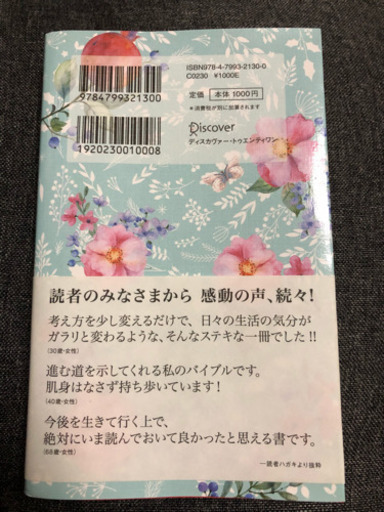 ISBN978-4-7993-2130-0
C0230 ¥1000E
定価 本体 1000円
*消費税が別に加算されます
9784799321300
Discover
ディスカヴァー・トゥエンティワン
1920230010008
読者のみなさまから 感動の声、続々!
考え方を少し変えるだけで、日々の生活の気分が
ガラリと変わるような、そんなステキな一冊でした!!
(30歳・女性)
進む道を示してくれる私のバイブルです。
肌身はなさず持ち歩いています!
(40歳・女性)
今後を生きて行く上で、
絶対にいま読んでおいて良かったと思える書です。
(68歳・女性)
―読者ハガキより抜粋